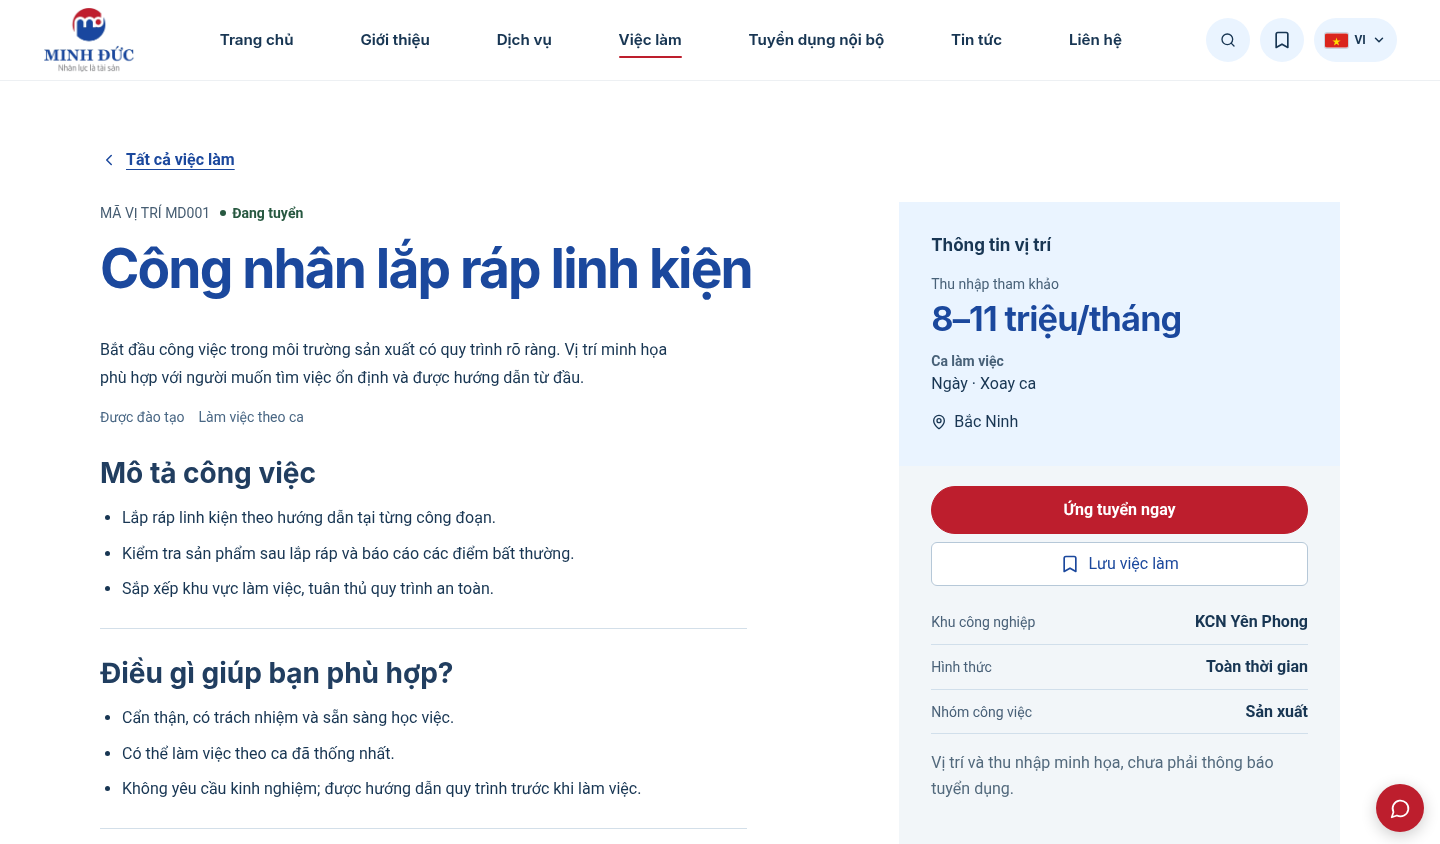 MINH ĐỨC
Nhân lực là tài sản
Trang chủ
Giới thiệu
Dịch vụ
Việc làm
Tuyển dụng nội bộ
Tin tức
Liên hệ
VI
Tất cả việc làm
MÃ VỊ TRÍ MD001
Đang tuyển
Công nhân lắp ráp linh kiện
Bắt đầu công việc trong môi trường sản xuất có quy trình rõ ràng. Vị trí minh họa
phù hợp với người muốn tìm việc ổn định và được hướng dẫn từ đầu.
Được đào tạo Làm việc theo ca
Mô tả công việc
Lắp ráp linh kiện theo hướng dẫn tại từng công đoạn.
Kiểm tra sản phẩm sau lắp ráp và báo cáo các điểm bất thường.
Sắp xếp khu vực làm việc, tuân thủ quy trình an toàn.
Điều gì giúp bạn phù hợp?
Cẩn thận, có trách nhiệm và sẵn sàng học việc.
Có thể làm việc theo ca đã thống nhất.
Không yêu cầu kinh nghiệm; được hướng dẫn quy trình trước khi làm việc.
Thông tin vị trí
Thu nhập tham khảo
8–11 triệu/tháng
Ca làm việc
Ngày · Xoay ca
Bắc Ninh
Ứng tuyển ngay
Lưu việc làm
Khu công nghiệp KCN Yên Phong
Hình thức Toàn thời gian
Nhóm công việc Sản xuất
Vị trí và thu nhập minh họa, chưa phải thông báo
tuyển dụng.